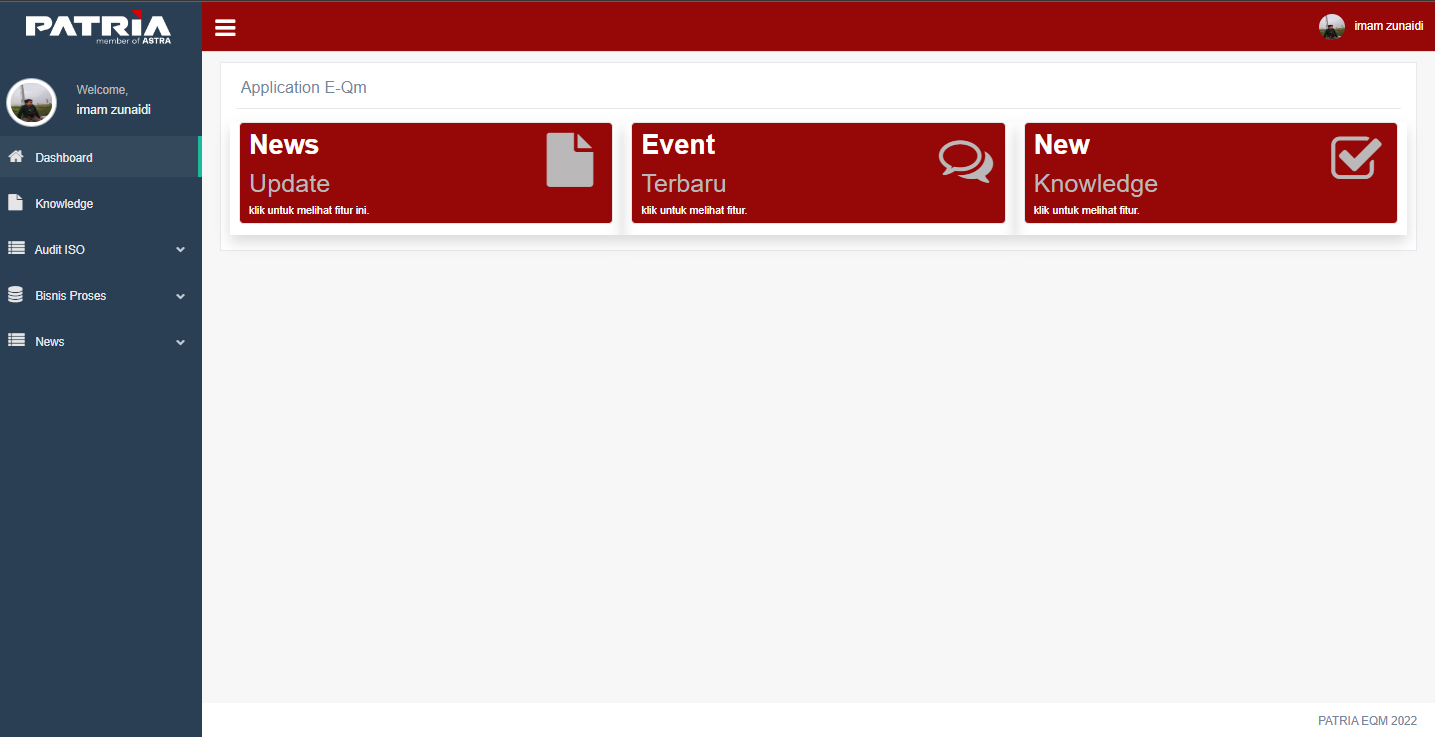 PATRIA
member of ASTRA
imam zunaidi
Welcome,
imam zunaidi
Dashboard
Knowledge
Audit ISO
Bisnis Proses
News
Application E-Qm
News
Update
klik untuk melihat fitur ini.
Event
Terbaru
klik untuk melihat fitur.
New
Knowledge
klik untuk melihat fitur.
PATRIA EQM 2022